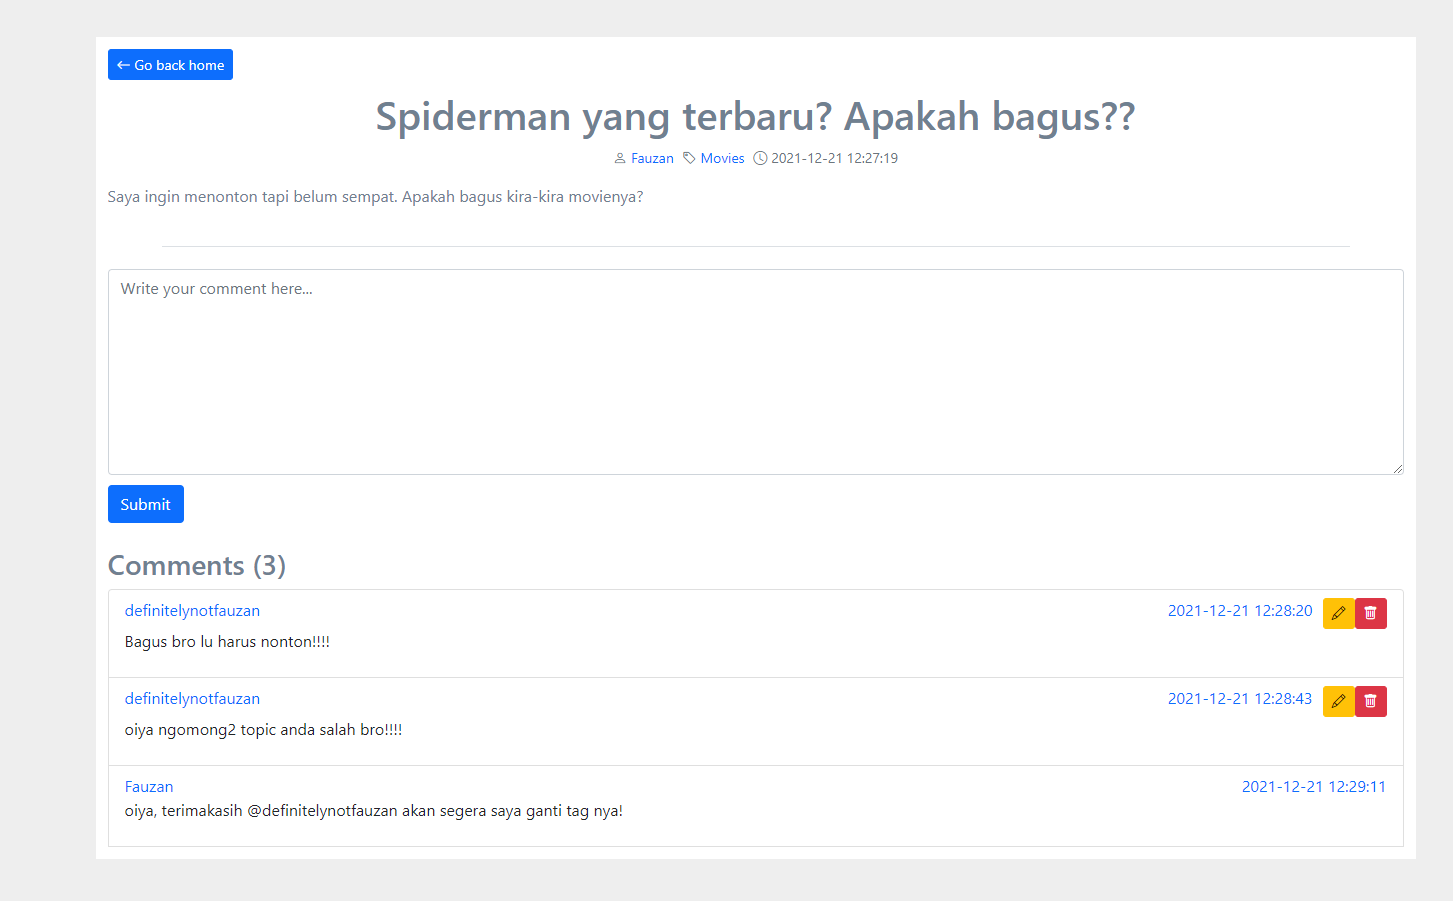 ← Go back home
Spiderman yang terbaru? Apakah bagus??
Fauzan Movies 2021-12-21 12:27:19
Saya ingin menonton tapi belum sempat. Apakah bagus kira-kira movienya?
Write your comment here...
Submit
Comments (3)
definitelynotfauzan 2021-12-21 12:28:20
Bagus bro lu harus nonton!!!!
definitelynotfauzan 2021-12-21 12:28:43
oiya ngomong2 topic anda salah bro!!!!
Fauzan 2021-12-21 12:29:11
oiya, terimakasih @definitelynotfauzan akan segera saya ganti tag nya!